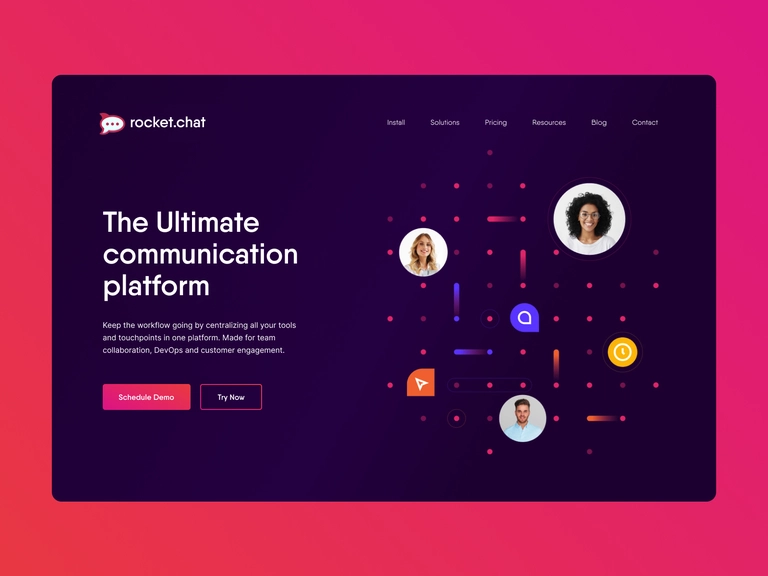 rocket.chat
Install Solutions Pricing Resources Blog Contact
The Ultimate
communication
platform
Keep the workflow going by centralizing all your tools
and touchpoints in one platform. Made for team
collaboration, DevOps and customer engagement.
Schedule Demo Try Now